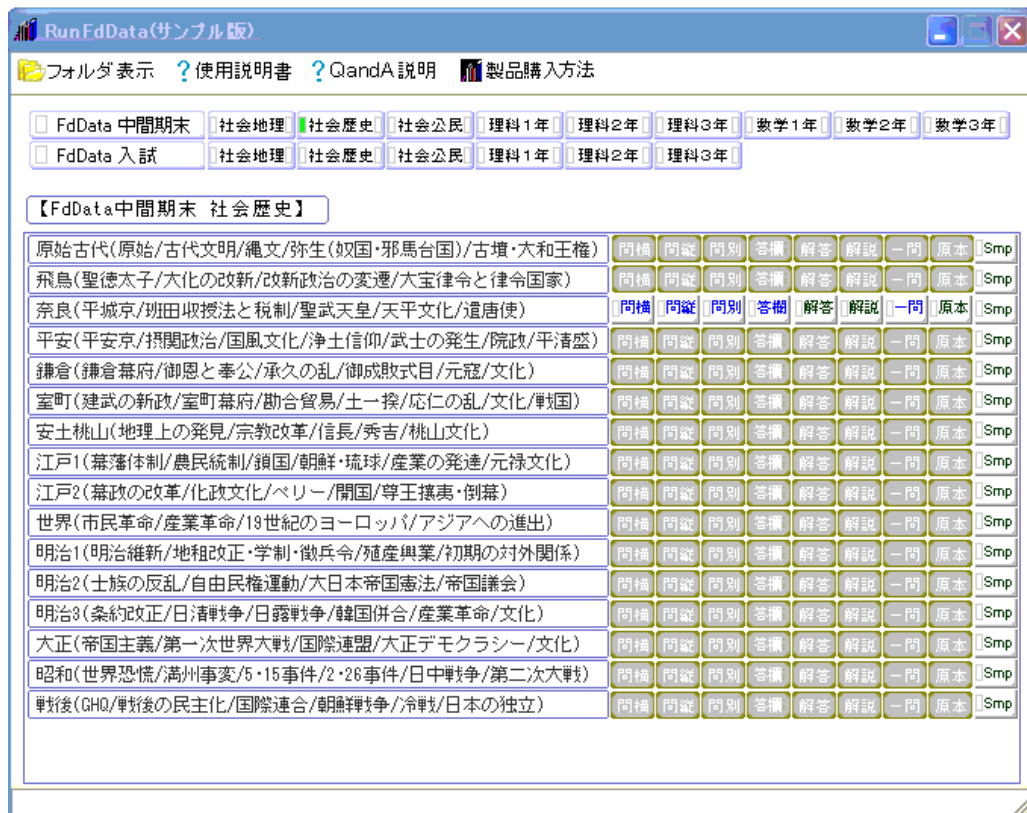 RunFdData(サンプル版)
フォルダ表示 ?使用説明書 ?QandA説明 製品購入方法
FdData 中間期末 社会地理 社会歴史 社会公民 理科1年 理科2年 理科3年 数学1年 数学2年 数学3年
FdData 入試 社会地理 社会歴史 社会公民 理科1年 理科2年 理科3年
【FdData中間期末 社会歴史】
原始古代(原始/古代文明/縄文/弥生(奴国・邪馬台国)/古墳・大和王権) 問横 問縦 問別 答欄 解答 解説 一問 原本 Smp
飛鳥(聖徳太子/大化の改新/改新政治の変遷/大宝律令と律令国家) 問横 問縦 問別 答欄 解答 解説 一問 原本 Smp
奈良(平城京/班田収授法と税制/聖武天皇/天平文化/遣唐使) 問横 問縦 問別 答欄 解答 解説 一問 原本 Smp
平安(平安京/摂関政治/国風文化/浄土信仰/武士の発生/院政/平清盛) 問横 問縦 問別 答欄 解答 解説 一問 原本 Smp
鎌倉(鎌倉幕府/御恩と奉公/承久の乱/御成敗式目/元寇/文化) 問横 問縦 問別 答欄 解答 解説 一問 原本 Smp
室町(建武の新政/室町幕府/勘合貿易/土一揆/応仁の乱/文化/戦国) 問横 問縦 問別 答欄 解答 解説 一問 原本 Smp
安土桃山(地理上の発見/宗教改革/信長/秀吉/桃山文化) 問横 問縦 問別 答欄 解答 解説 一問 原本 Smp
江戸1(幕藩体制/農民統制/鎖国/朝鮮・琉球/産業の発達/元禄文化) 問横 問縦 問別 答欄 解答 解説 一問 原本 Smp
江戸2(幕政の改革/化政文化/ペリー/開国/尊王攘夷・倒幕) 問横 問縦 問別 答欄 解答 解説 一問 原本 Smp
世界(市民革命/産業革命/19世紀のヨーロッパ/アジアへの進出) 問横 問縦 問別 答欄 解答 解説 一問 原本 Smp
明治1(明治維新/地租改正・学制・徴兵令/殖産興業/初期の対外関係) 問横 問縦 問別 答欄 解答 解説 一問 原本 Smp
明治2(士族の反乱/自由民権運動/大日本帝国憲法/帝国議会) 問横 問縦 問別 答欄 解答 解説 一問 原本 Smp
明治3(条約改正/日清戦争/日露戦争/韓国併合/産業革命/文化) 問横 問縦 問別 答欄 解答 解説 一問 原本 Smp
大正(帝国主義/第一次世界大戦/国際連盟/大正デモクラシー/文化) 問横 問縦 問別 答欄 解答 解説 一問 原本 Smp
昭和(世界恐慌/満州事変/5・15事件/2・26事件/日中戦争/第二次大戦) 問横 問縦 問別 答欄 解答 解説 一問 原本 Smp
戦後(GHQ/戦後の民主化/国際連合/朝鮮戦争/冷戦/日本の独立) 問横 問縦 問別 答欄 解答 解説 一問 原本 Smp